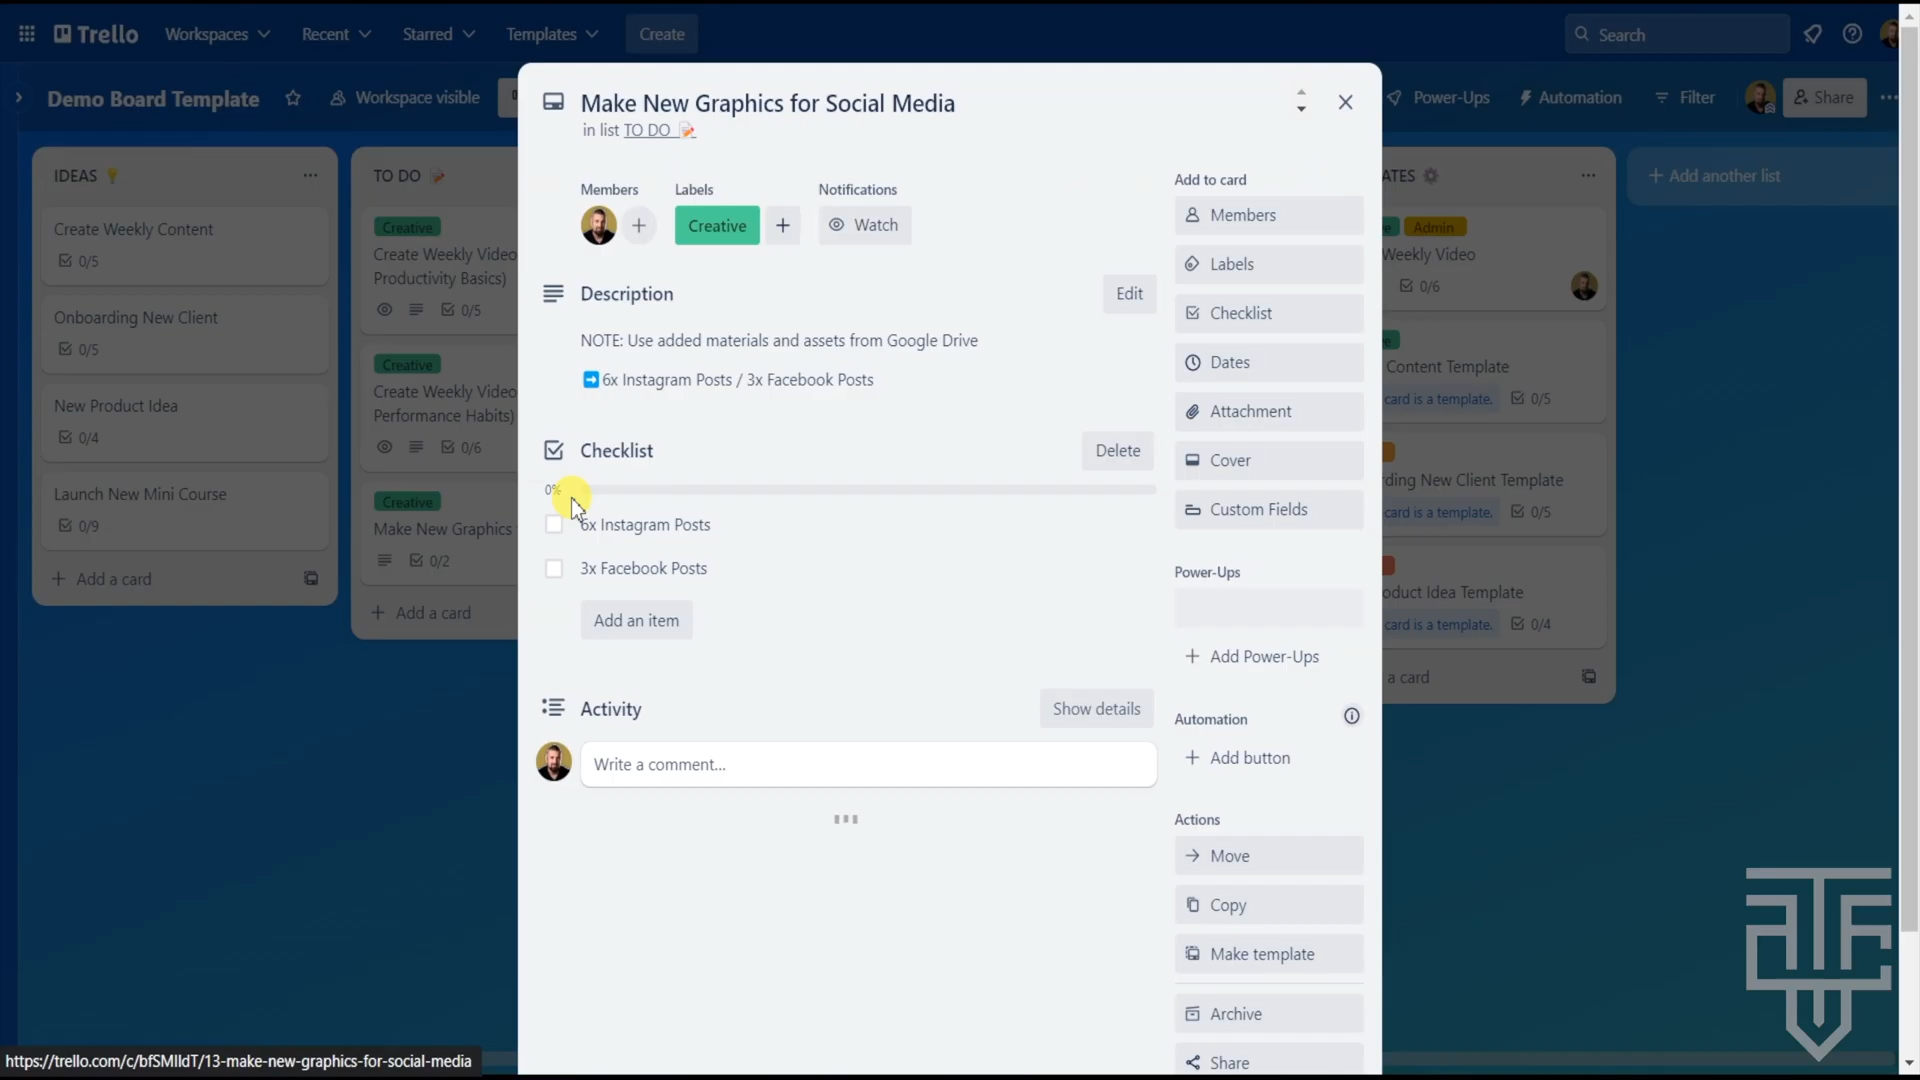 Trello
Workspaces
Recent
Starred
Templates
Create
Search
Demo Board Template
Workspace visible
Power-Ups
Automation
Filter
Share
IDEAS 💡
Create Weekly Content
0/5
Onboarding New Client
0/5
New Product Idea
0/4
Launch New Mini Course
0/9
+ Add a card
TO DO 📝
Creative
Create Weekly Video
Productivity Basics)
0/5
Creative
Create Weekly Video
Performance Habits)
0/6
Creative
Make New Graphics
0/2
+ Add a card
Make New Graphics for Social Media
in list TO DO 📝
Members
Labels
Notifications
Creative
+
Watch
Description
Edit
NOTE: Use added materials and assets from Google Drive
➡6x Instagram Posts / 3x Facebook Posts
Checklist
Delete
0%
6x Instagram Posts
3x Facebook Posts
Add an item
Activity
Show details
Write a comment...
Add to card
Members
Labels
Checklist
Dates
Attachment
Cover
Custom Fields
Power-Ups
+ Add Power-Ups
Automation
+ Add button
Actions
Move
Copy
Make template
Archive
Share
ATES ⚙
e
Admin
Weekly Video
0/6
e
Content Template
card is a template.
0/5
ding New Client Template
card is a template.
0/5
oduct Idea Template
card is a template.
0/4
a card
+ Add another list
https://trello.com/c/bfSMlIdT/13-make-new-graphics-for-social-media